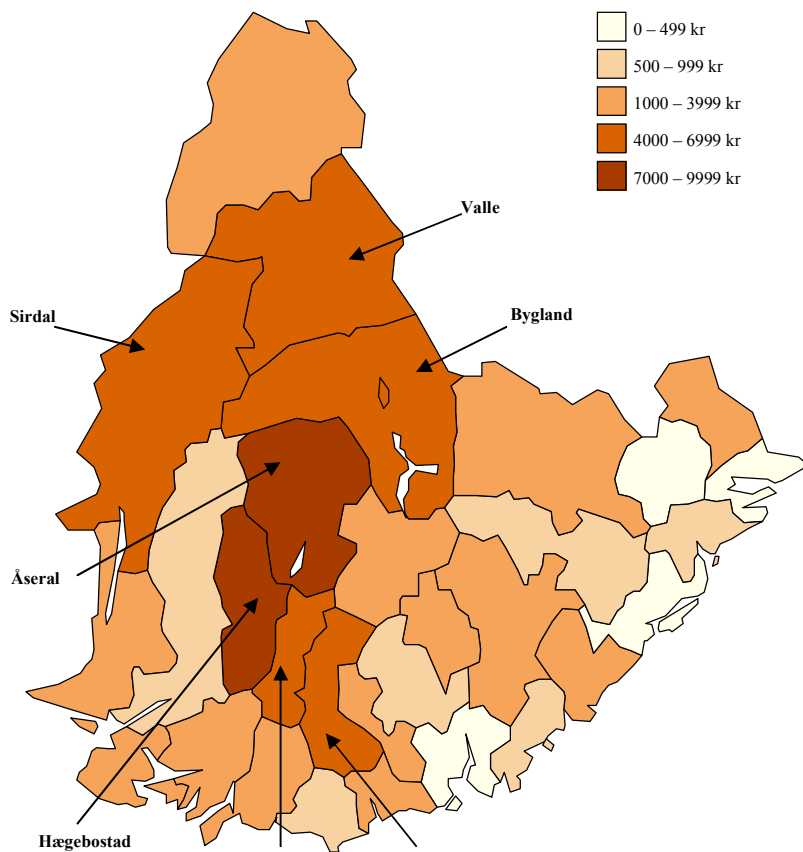 0 – 499 kr
500 – 999 kr
1000 – 3999 kr
4000 – 6999 kr
7000 – 9999 kr
Valle
Sirdal
Bygland
Åseral
Hægebostad